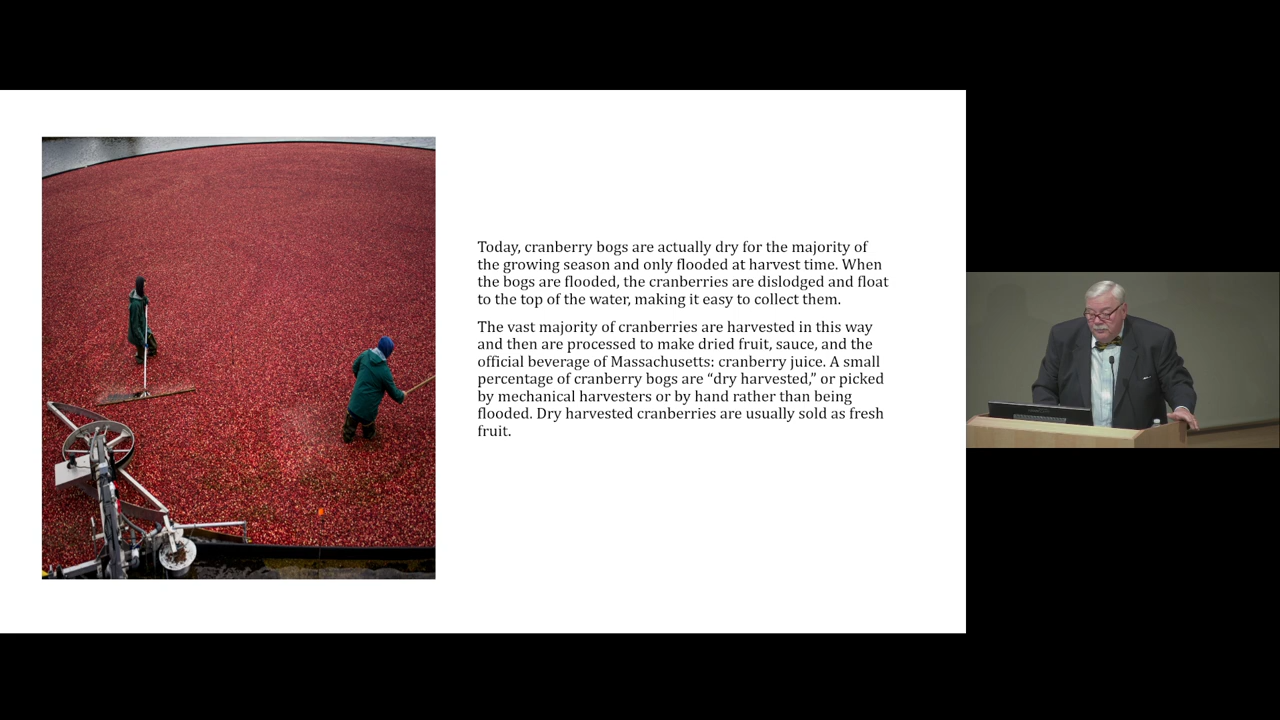 Today, cranberry bogs are actually dry for the majority of
the growing season and only flooded at harvest time. When
the bogs are flooded, the cranberries are dislodged and float
to the top of the water, making it easy to collect them.
The vast majority of cranberries are harvested in this way
and then are processed to make dried fruit, sauce, and the
official beverage of Massachusetts: cranberry juice. A small
percentage of cranberry bogs are “dry harvested,” or picked
by mechanical harvesters or by hand rather than being
flooded. Dry harvested cranberries are usually sold as fresh
fruit.